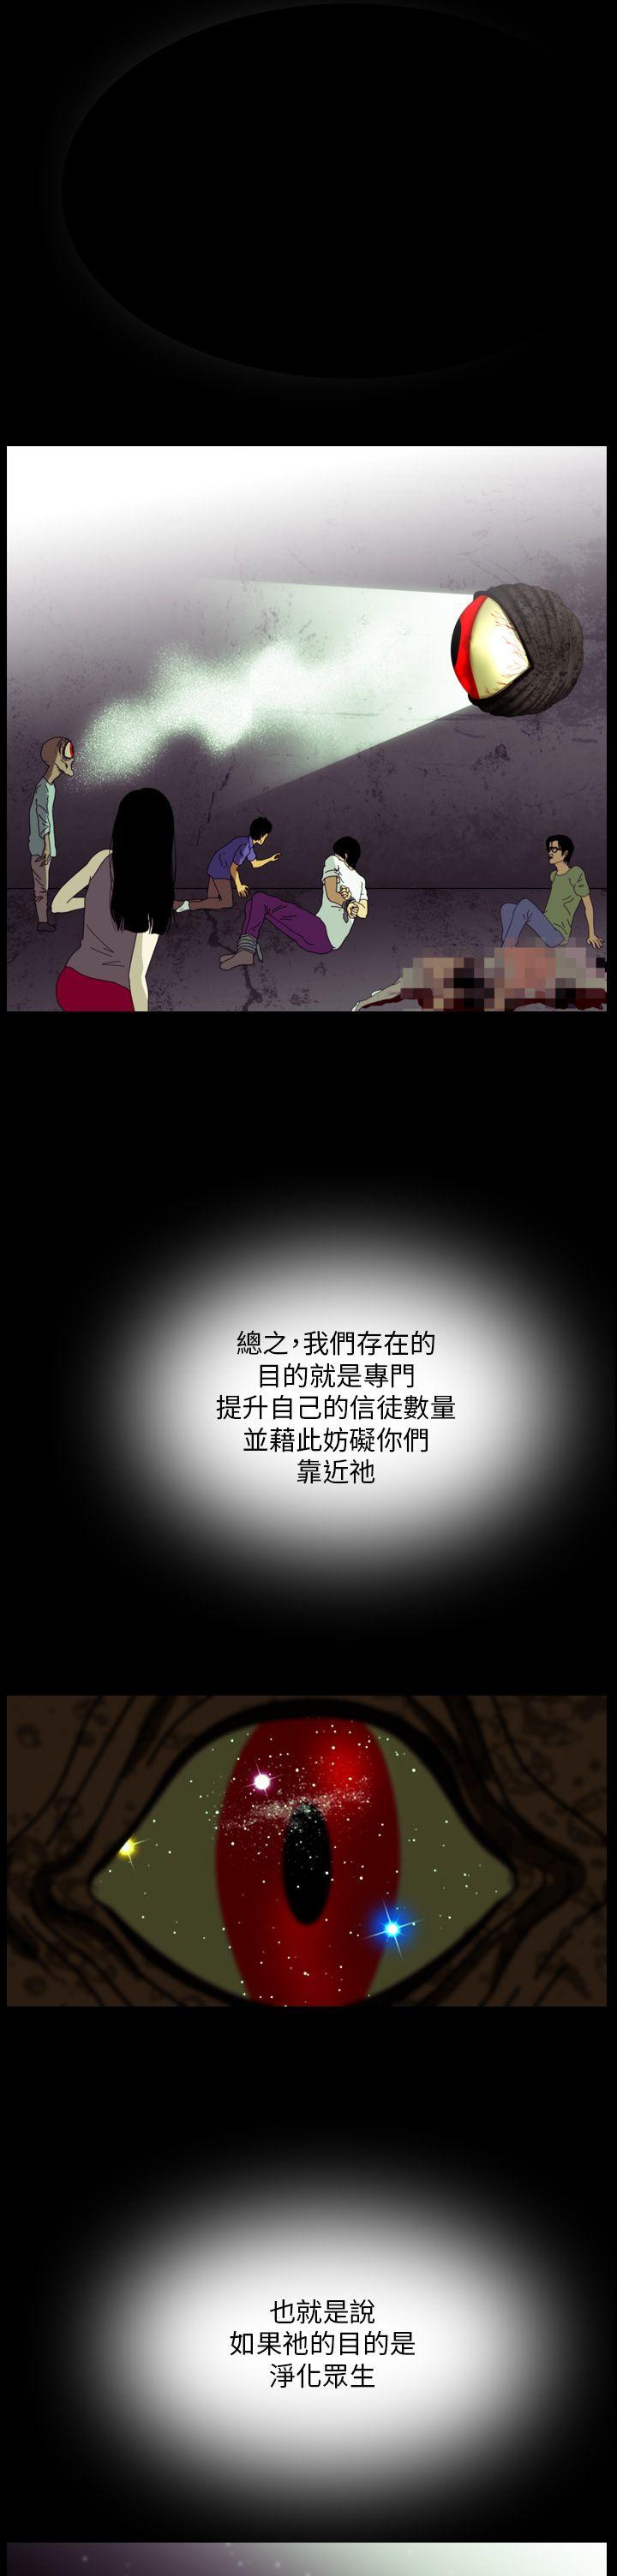 總之,我們存在的
目的就是專門
提升自己的信徒數量
並藉此妨礙你們
靠近祂
也就是說
如果祂的目的是
淨化眾生